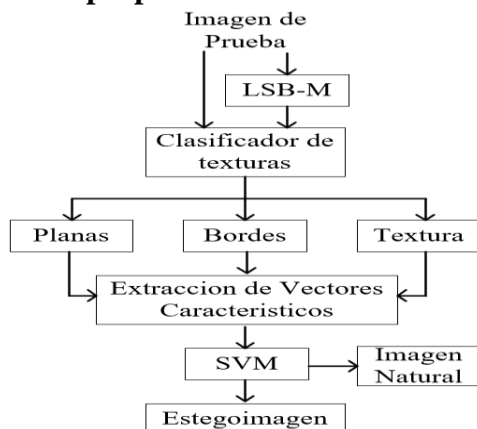 Imagen de
Prueba
LSB-M
Clasificador de
texturas
Planas
Bordes
Textura
Extraccion de Vectores
Caracteristicos
SVM
Imagen
Natural
Estegoimagen